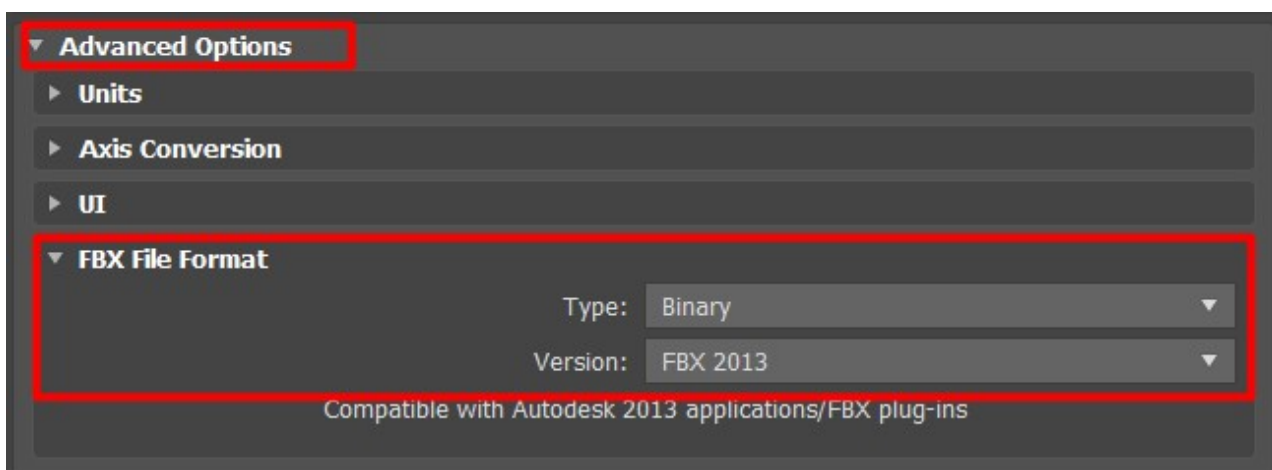 Advanced Options
Units
Axis Conversion
UI
FBX File Format
Type: Binary
Version: FBX 2013
Compatible with Autodesk 2013 applications/FBX plug-ins